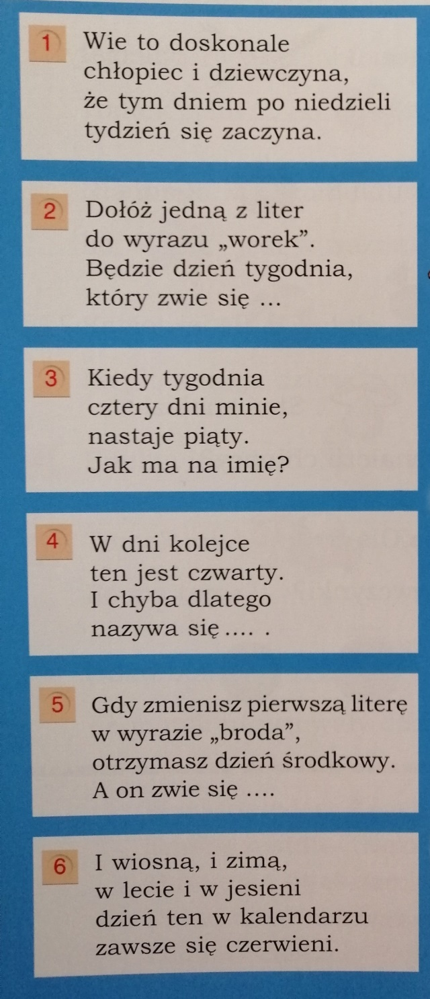 1
Wie to doskonale
chłopiec i dziewczyna,
że tym dniem po niedzieli
tydzień się zaczyna.
2
Dołóż jedną z liter
do wyrazu „worek”.
Będzie dzień tygodnia,
który zwie się ...
3
Kiedy tygodnia
cztery dni minie,
nastaje piąty.
Jak ma na imię?
4
W dni kolejce
ten jest czwarty.
I chyba dlatego
nazywa się .... .
5
Gdy zmienisz pierwszą literę
w wyrazie „broda”,
otrzymasz dzień środkowy.
A on zwie się ....
6
I wiosną, i zimą,
w lecie i w jesieni
dzień ten w kalendarzu
zawsze się czerwieni.